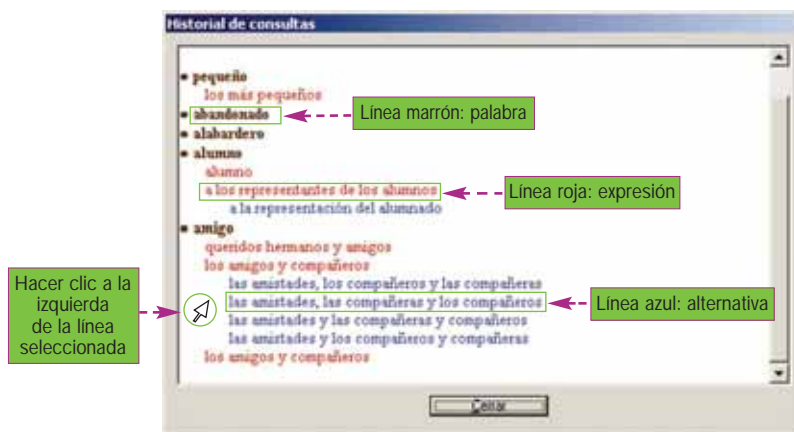 Historial de consultas
• pequeño
los más pequeños
• abandonado
Línea marrón: palabra
• alabardero
• alumno
alumno
a los representantes de los alumnos
Línea roja: expresión
a la representación del alumnado
• amigo
queridos hermanos y amigos
los amigos y compañeros
las amistades, los compañeros y las compañeras
Hacer clic a la
izquierda
de la línea
seleccionada
las amistades, las compañeras y los compañeros
Línea azul: alternativa
las amistades y las compañeras y compañeros
las amistades y los compañeros y compañeras
los amigos y compañeros
Cerrar